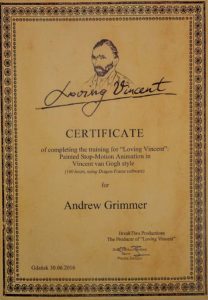 Loving Vincent
CERTIFICATE
of completing the training for "Loving Vincent":
Painted Stop-Motion Animation in
Vincent van Gogh style
(180 hours, using Dragon Frame software)
for
Andrew Grimmer
BreakThru Productions
The Producer of "Loving Vincent"
Gdańsk 30.06.2016